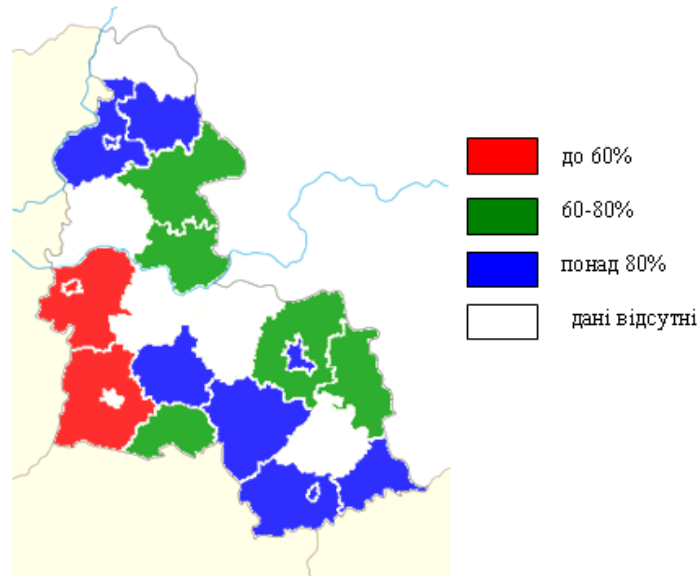 до 60%
60-80%
понад 80%
дані відсутні